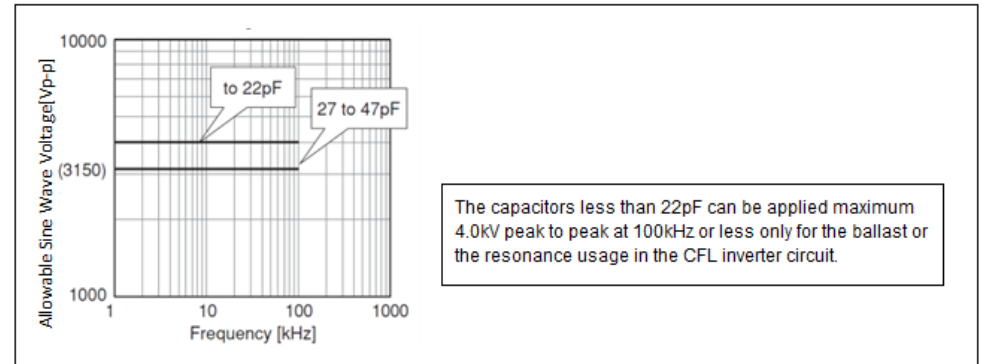 10000
to 22pF
27 to 47pF
(3150)
1000
Allowable Sine Wave Voltage[Vp-p]
1
10
100
1000
Frequency [kHz]
The capacitors less than 22pF can be applied maximum
4.0kV peak to peak at 100kHz or less only for the ballast or
the resonance usage in the CFL inverter circuit.